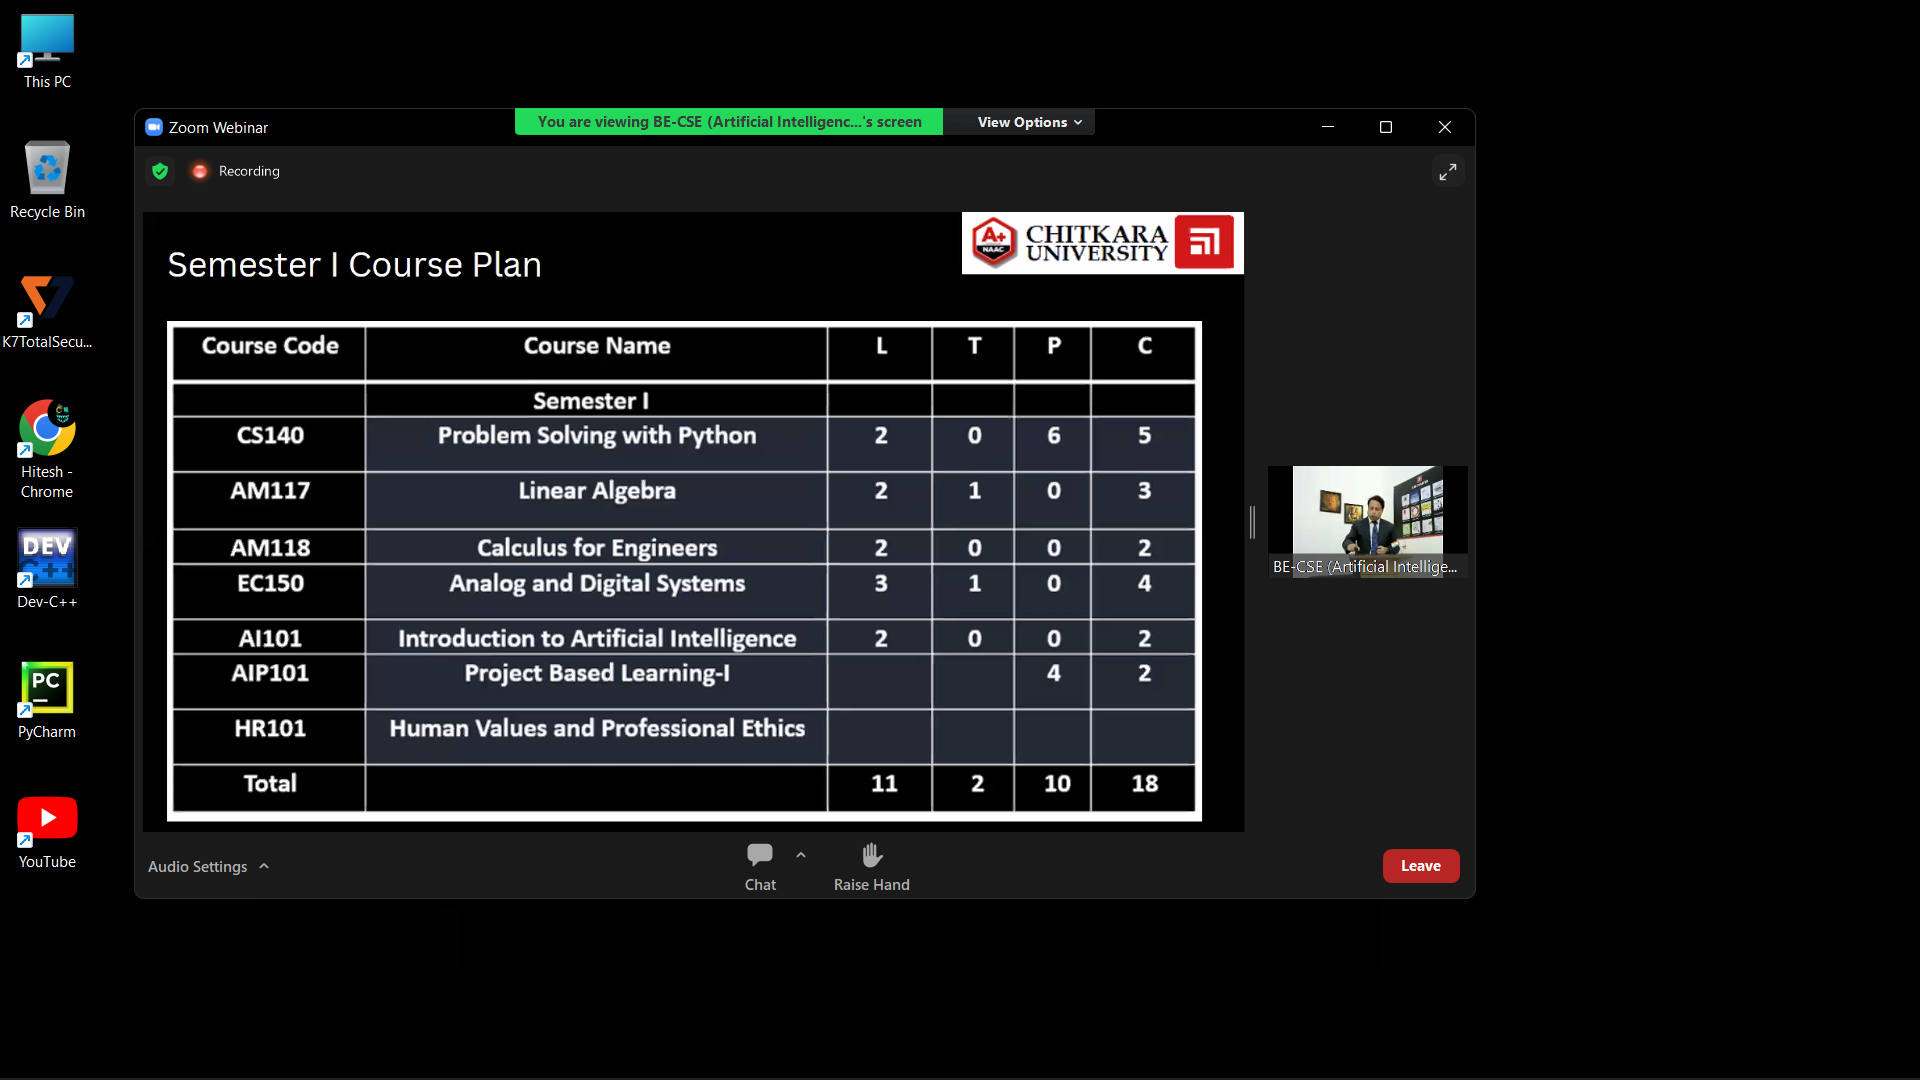 This PC
Recycle Bin
K7TotalSecu...
Hitesh -
Chrome
DEV
C++
Dev-C++
PC
PyCharm
YouTube
Zoom Webinar
You are viewing BE-CSE (Artificial Intelligenc...'s screen
View Options
Recording
Semester I Course Plan
A+
NAAC
CHITKARA
UNIVERSITY
Course Code Course Name L T P C
Semester I
CS140 Problem Solving with Python 2 0 6 5
AM117 Linear Algebra 2 1 0 3
AM118 Calculus for Engineers 2 0 0 2
EC150 Analog and Digital Systems 3 1 0 4
AI101 Introduction to Artificial Intelligence 2 0 0 2
AIP101 Project Based Learning-I 4 2
HR101 Human Values and Professional Ethics
Total 11 2 10 18
BE-CSE (Artificial Intellige...
Audio Settings
Chat
Raise Hand
Leave